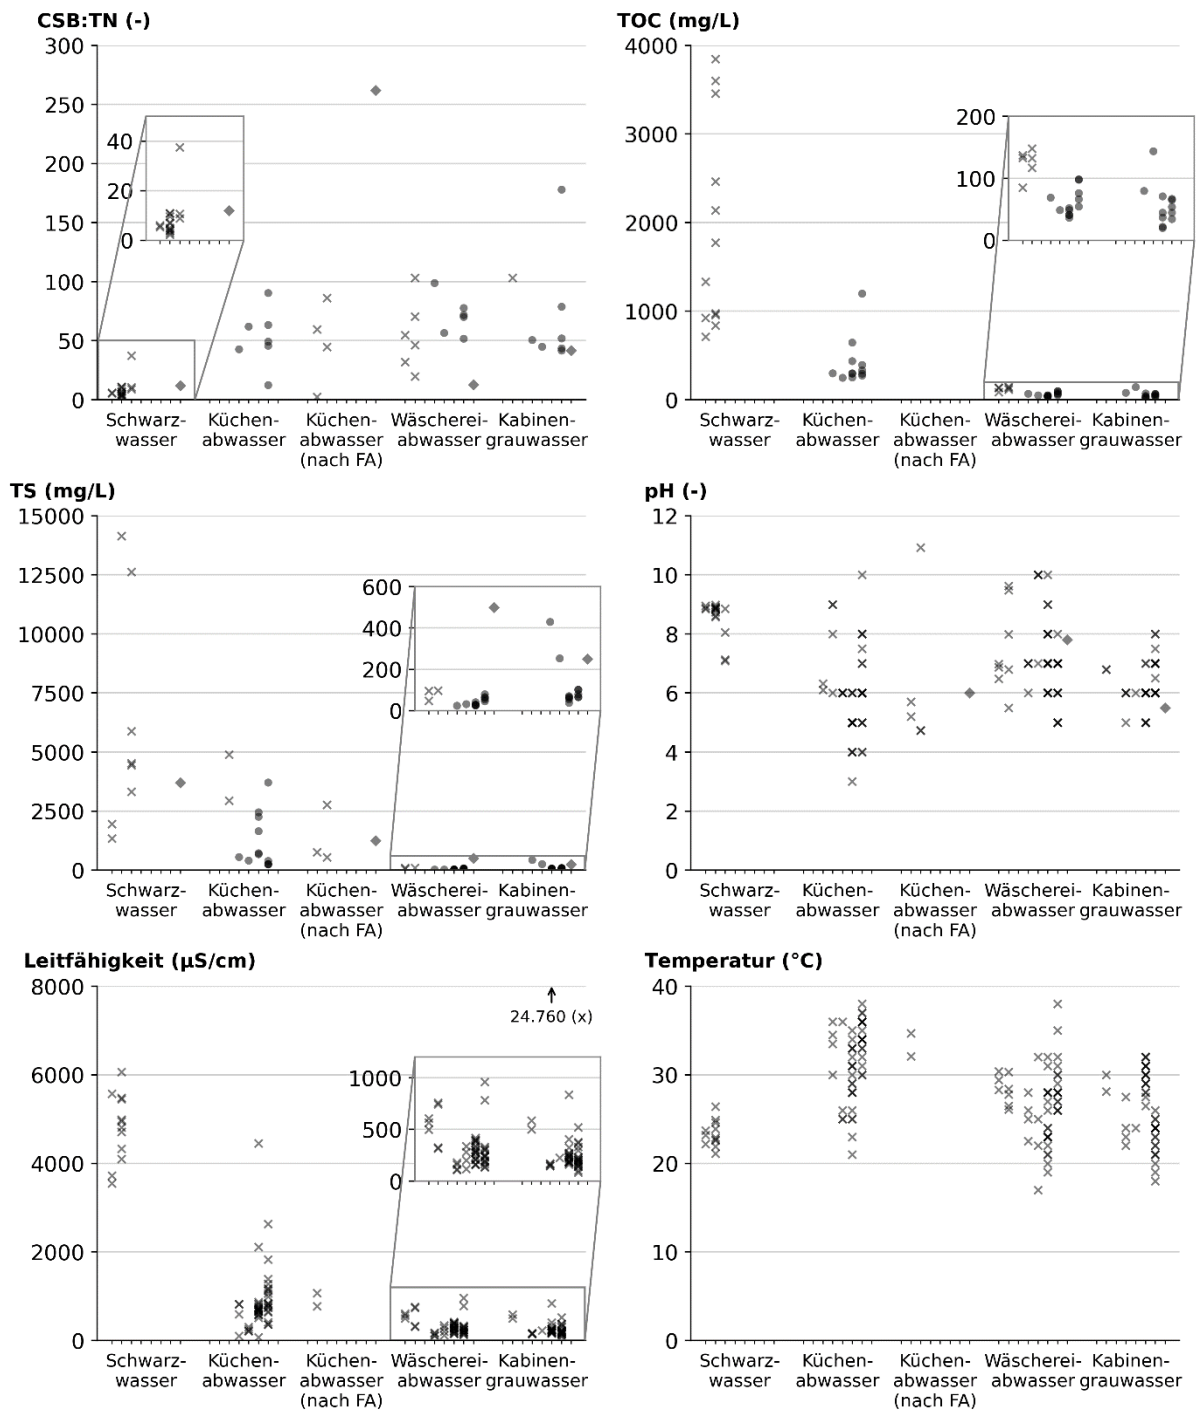 CSB:TN (-)
300
250
200
150
100
50
0
40
20
0
Schwarz-
wasser
Küchen-
abwasser
Küchen-
abwasser
(nach FA)
Wäscherei-
abwasser
Kabinen-
grauwasser
TOC (mg/L)
4000
3000
2000
1000
0
200
100
0
Schwarz-
wasser
Küchen-
abwasser
Küchen-
abwasser
(nach FA)
Wäscherei-
abwasser
Kabinen-
grauwasser
TS (mg/L)
15000
12500
10000
7500
5000
2500
0
600
400
200
0
Schwarz-
wasser
Küchen-
abwasser
Küchen-
abwasser
(nach FA)
Wäscherei-
abwasser
Kabinen-
grauwasser
pH (-)
12
10
8
6
4
2
0
Schwarz-
wasser
Küchen-
abwasser
Küchen-
abwasser
(nach FA)
Wäscherei-
abwasser
Kabinen-
grauwasser
Leitfähigkeit (µS/cm)
8000
6000
4000
2000
0
24.760 (x)
1000
500
0
Schwarz-
wasser
Küchen-
abwasser
Küchen-
abwasser
(nach FA)
Wäscherei-
abwasser
Kabinen-
grauwasser
Temperatur (°C)
40
30
20
10
0
Schwarz-
wasser
Küchen-
abwasser
Küchen-
abwasser
(nach FA)
Wäscherei-
abwasser
Kabinen-
grauwasser